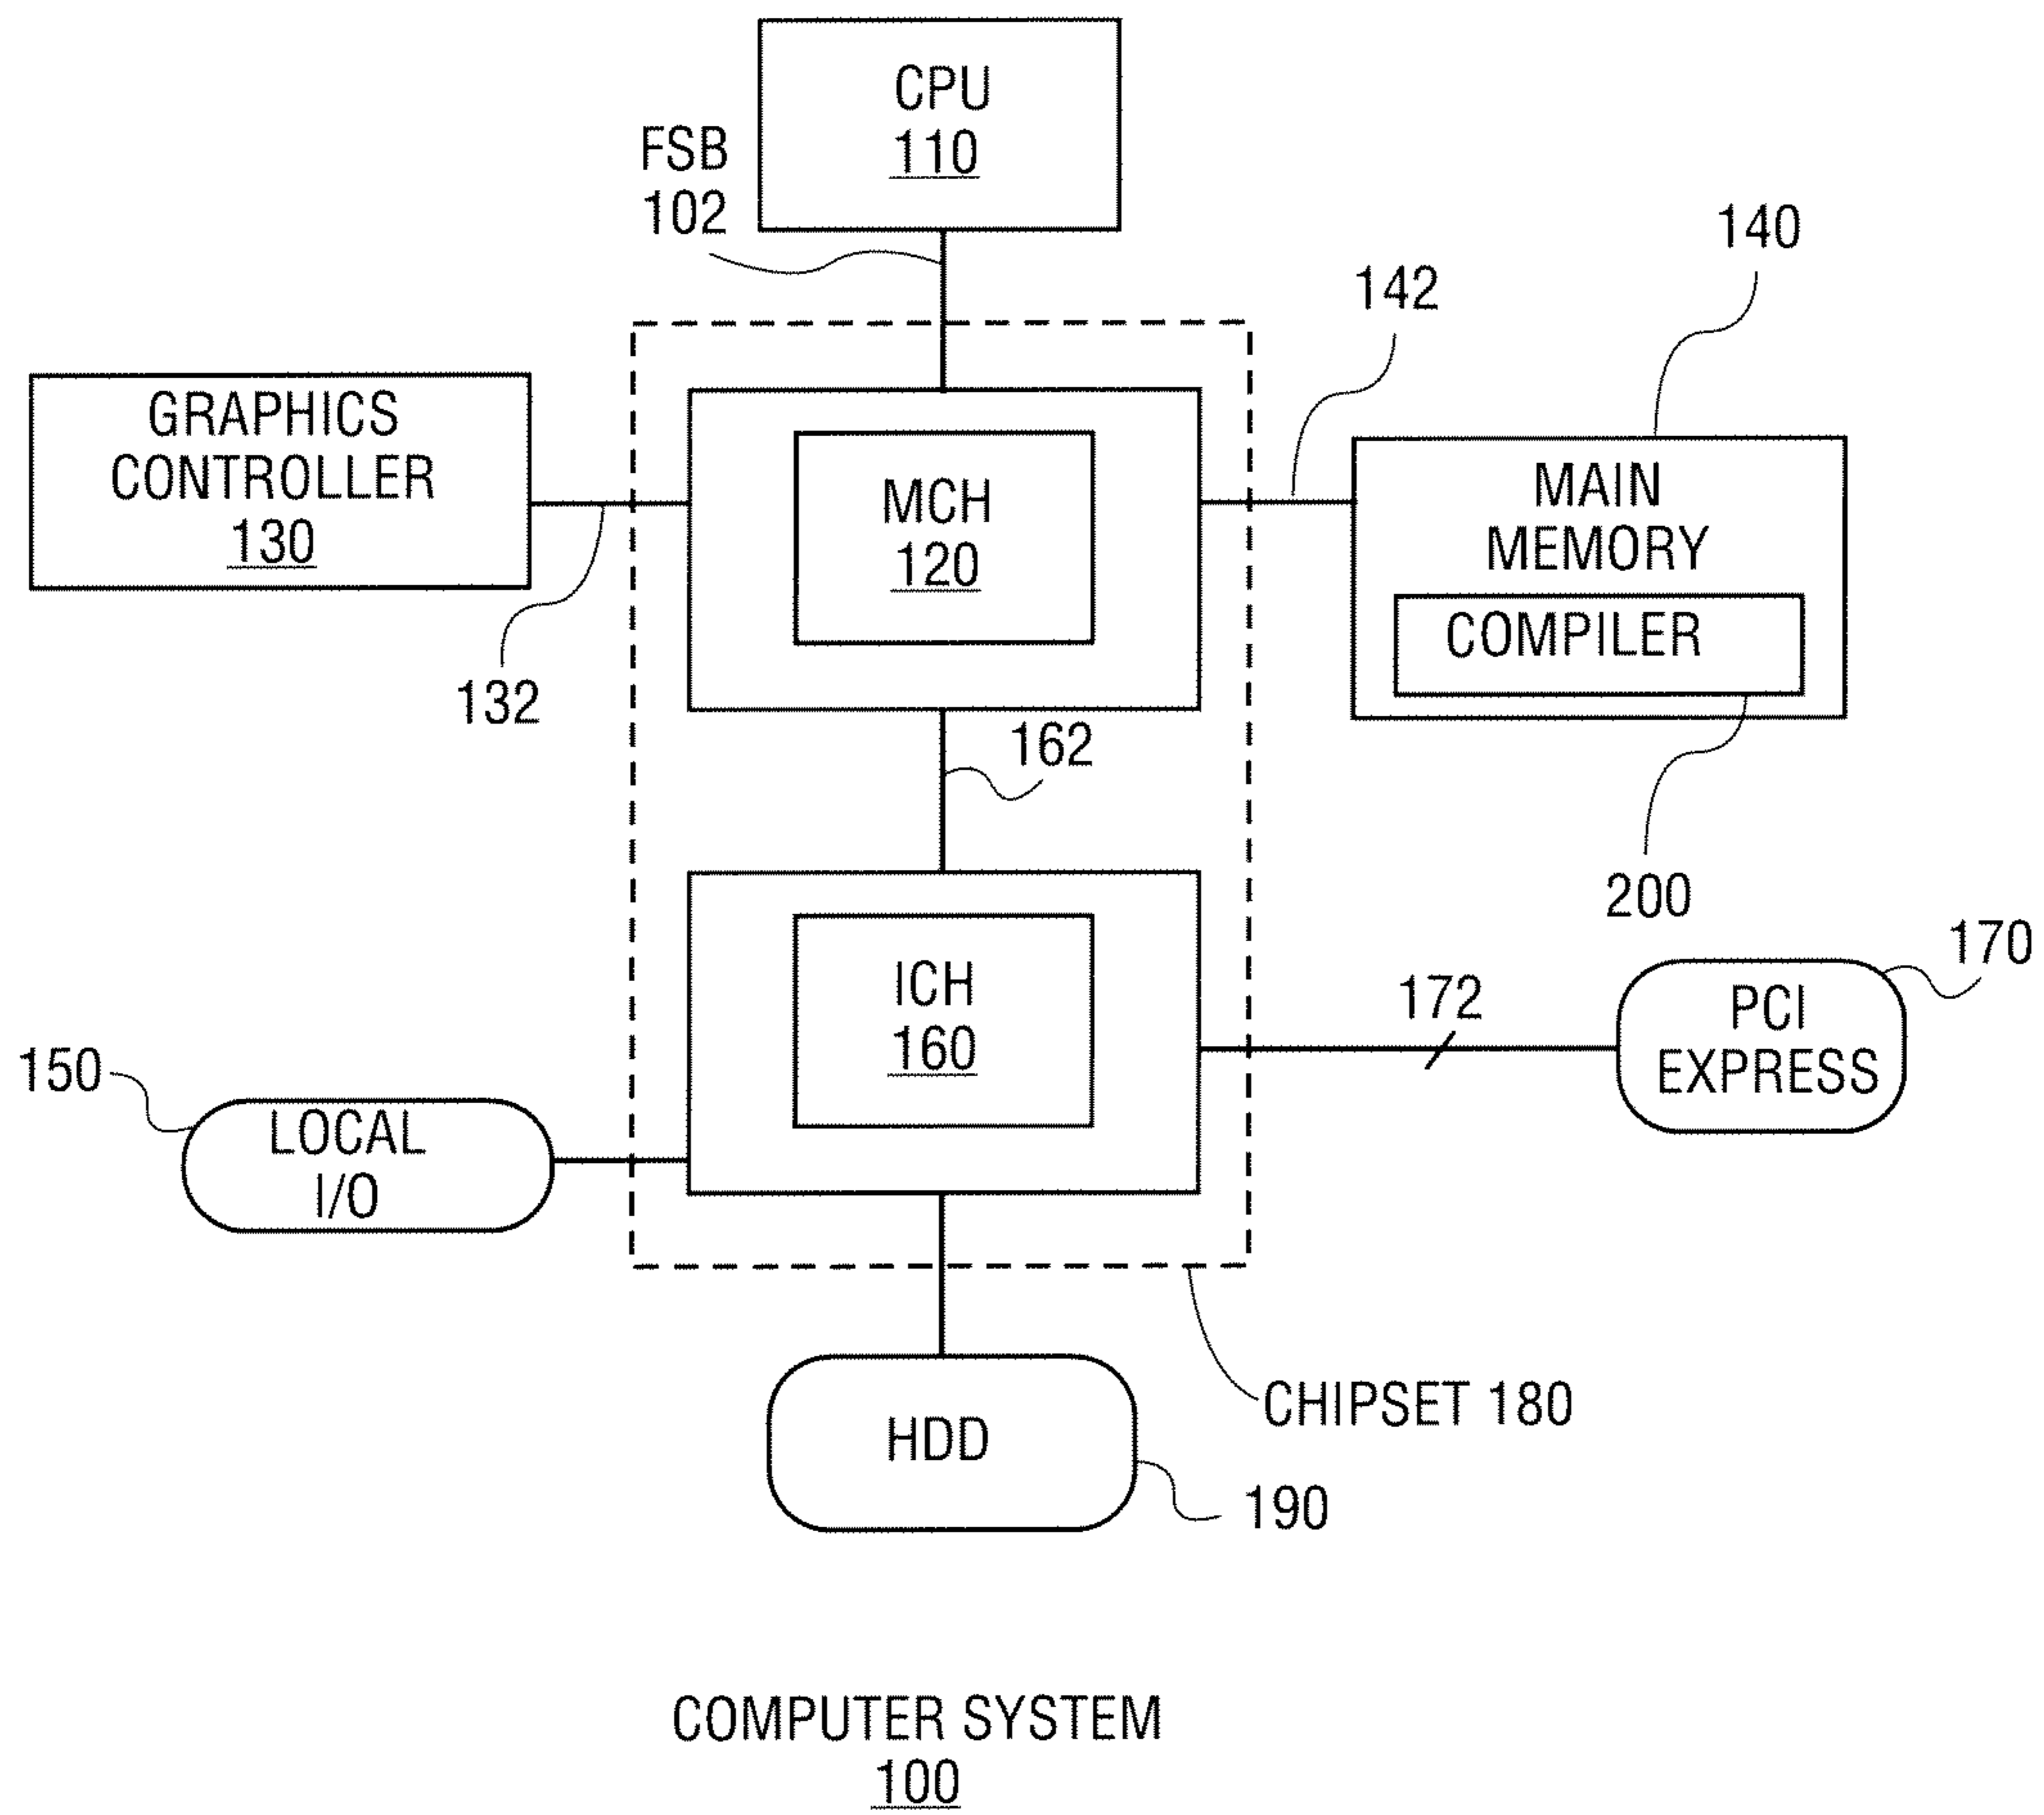 CPU
110
FSB
102
140
142
GRAPHICS
CONTROLLER
130
MCH
120
MAIN
MEMORY
COMPILER
132
162
200
170
ICH
160
172
PCI
EXPRESS
150
LOCAL
I/O
CHIPSET 180
HDD
190
COMPUTER SYSTEM
100